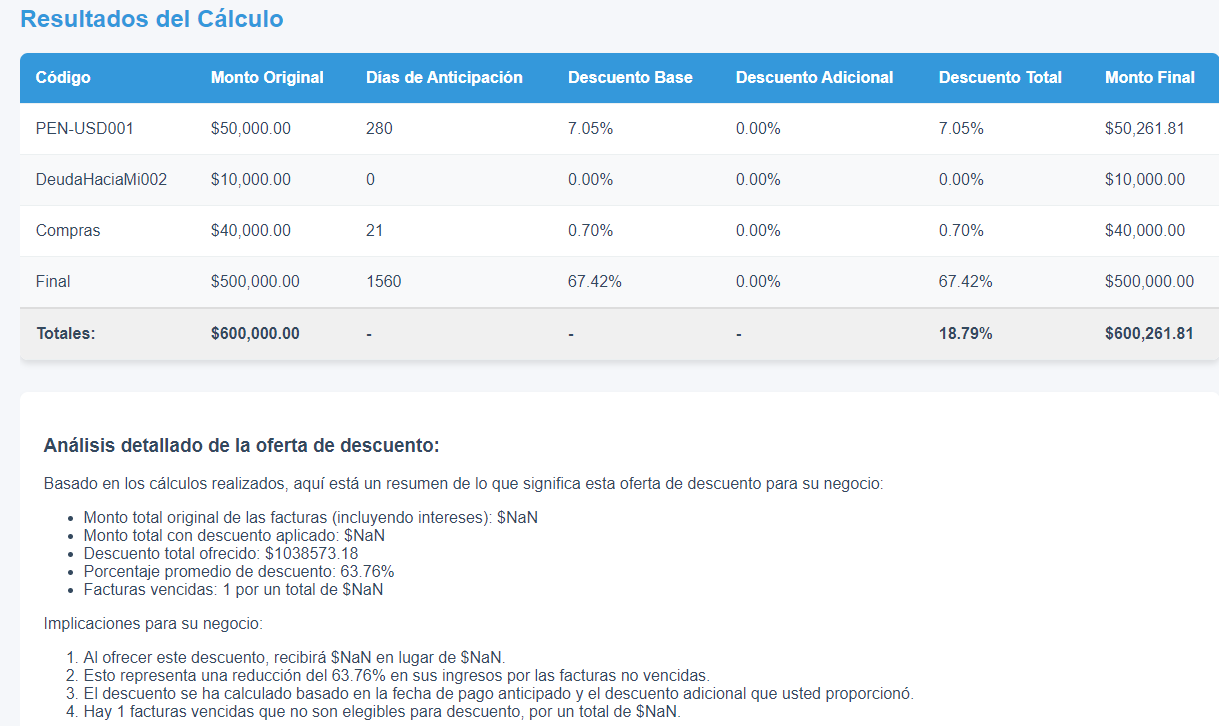 Resultados del Cálculo
Código Monto Original Días de Anticipación Descuento Base Descuento Adicional Descuento Total Monto Final
PEN-USD001 $50,000.00 280 7.05% 0.00% 7.05% $50,261.81
DeudaHaciaMi002 $10,000.00 0 0.00% 0.00% 0.00% $10,000.00
Compras $40,000.00 21 0.70% 0.00% 0.70% $40,000.00
Final $500,000.00 1560 67.42% 0.00% 67.42% $500,000.00
Totales: $600,000.00 - - - 18.79% $600,261.81
Análisis detallado de la oferta de descuento:
Basado en los cálculos realizados, aquí está un resumen de lo que significa esta oferta de descuento para su negocio:
• Monto total original de las facturas (incluyendo intereses): $NaN
• Monto total con descuento aplicado: $NaN
• Descuento total ofrecido: $1038573.18
• Porcentaje promedio de descuento: 63.76%
• Facturas vencidas: 1 por un total de $NaN
Implicaciones para su negocio:
1. Al ofrecer este descuento, recibirá $NaN en lugar de $NaN.
2. Esto representa una reducción del 63.76% en sus ingresos por las facturas no vencidas.
3. El descuento se ha calculado basado en la fecha de pago anticipado y el descuento adicional que usted proporcionó.
4. Hay 1 facturas vencidas que no son elegibles para descuento, por un total de $NaN.